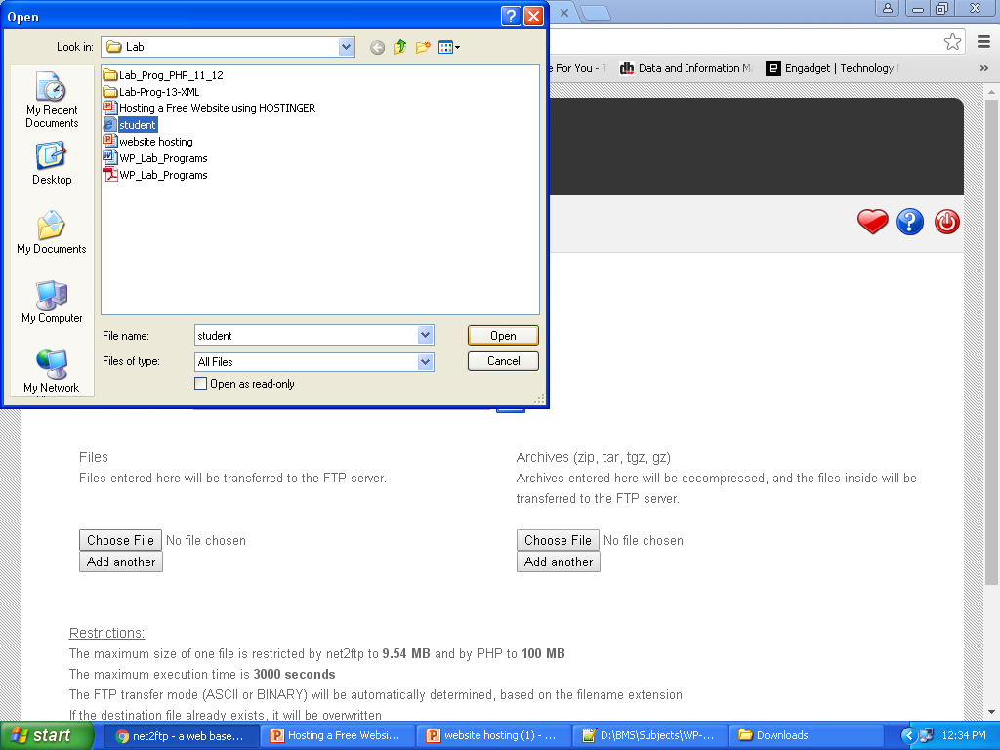 Open
Look in:
Lab
My Recent
Documents
Desktop
My Documents
My Computer
My Network
Lab_Prog_PHP_11_12
Lab-Prog-13-XML
Hosting a Free Website using HOSTINGER
student
website hosting
WP_Lab_Programs
WP_Lab_Programs
File name:
student
Open
Files of type:
All Files
Cancel
Open as read-only
e For You -
Data and Information
Engadget | Technology
Files
Files entered here will be transferred to the FTP server.
Choose File No file chosen
Add another
Archives (zip, tar, tgz, gz)
Archives entered here will be decompressed, and the files inside will be
transferred to the FTP server.
Choose File No file chosen
Add another
Restrictions:
The maximum size of one file is restricted by net2ftp to 9.54 MB and by PHP to 100 MB
The maximum execution time is 3000 seconds
The FTP transfer mode (ASCII or BINARY) will be automatically determined, based on the filename extension
If the destination file already exists, it will be overwritten
start
net2ftp - a web base...
Hosting a Free Websi...
website hosting (1) - ...
D:\BMS\Subjects\WP-...
Downloads
12:34 PM